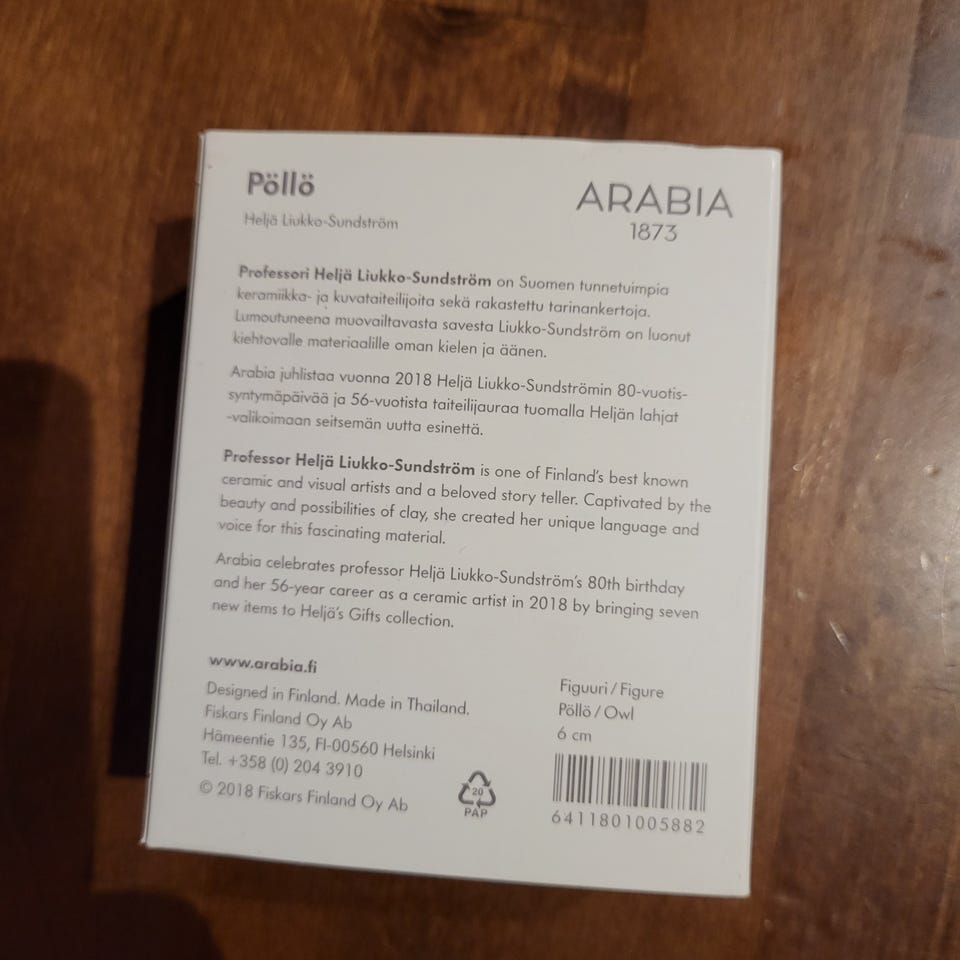 Pöllö
Heljä Liukko-Sundström
ARABIA
1873
Professori Heljä Liukko-Sundström on Suomen tunnetuimpia
keramiikka- ja kuvataiteilijoita sekä rakastettu tarinankertoja.
Lumoutuneena muovailtavasta savesta Liukko-Sundström on luonut
kiehtovalle materiaalille oman kielen ja äänen.
Arabia juhlistaa vuonna 2018 Heljä Liukko-Sundströmin 80-vuotis-
syntymäpäivää ja 56-vuotista taiteilijauraa tuomalla Heljän lahjat
-valikoimaan seitsemän uutta esinettä.
Professor Heljä Liukko-Sundström is one of Finland's best known
ceramic and visual artists and a beloved story teller. Captivated by the
beauty and possibilities of clay, she created her unique language and
voice for this fascinating material.
Arabia celebrates professor Heljä Liukko-Sundström's 80th birthday
and her 56-year career as a ceramic artist in 2018 by bringing seven
new items to Heljä's Gifts collection.
www.arabia.fi
Designed in Finland. Made in Thailand.
Fiskars Finland Oy Ab
Hämeentie 135, FI-00560 Helsinki
Tel. +358 (0) 204 3910
© 2018 Fiskars Finland Oy Ab
20
PAP
Figuuri / Figure
Pöllö / Owl
6 cm
6411801005882